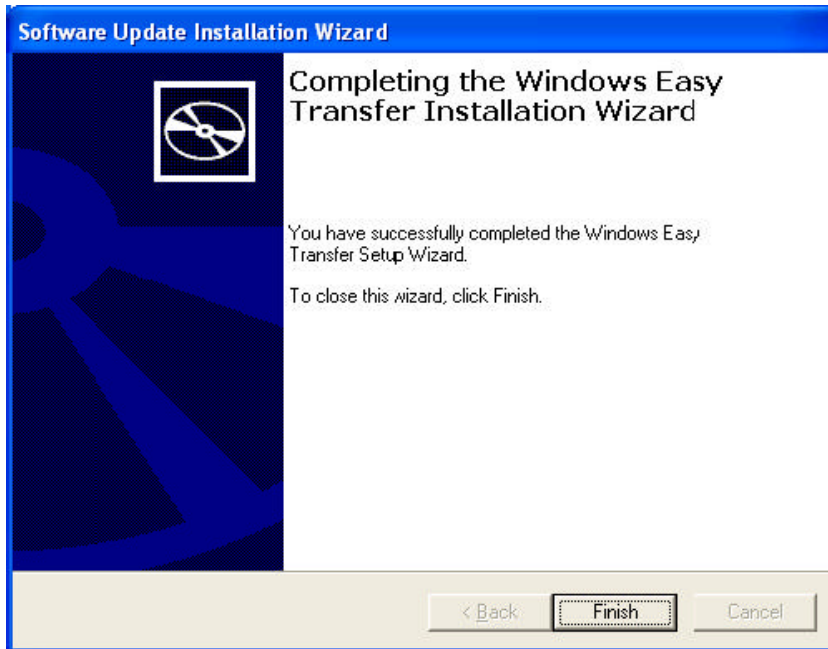 Software Update Installation Wizard
Completing the Windows Easy
Transfer Installation Wizard
You have successfully completed the Windows Easy
Transfer Setup Wizard.
To close this wizard, click Finish.
< Back
Finish
Cancel